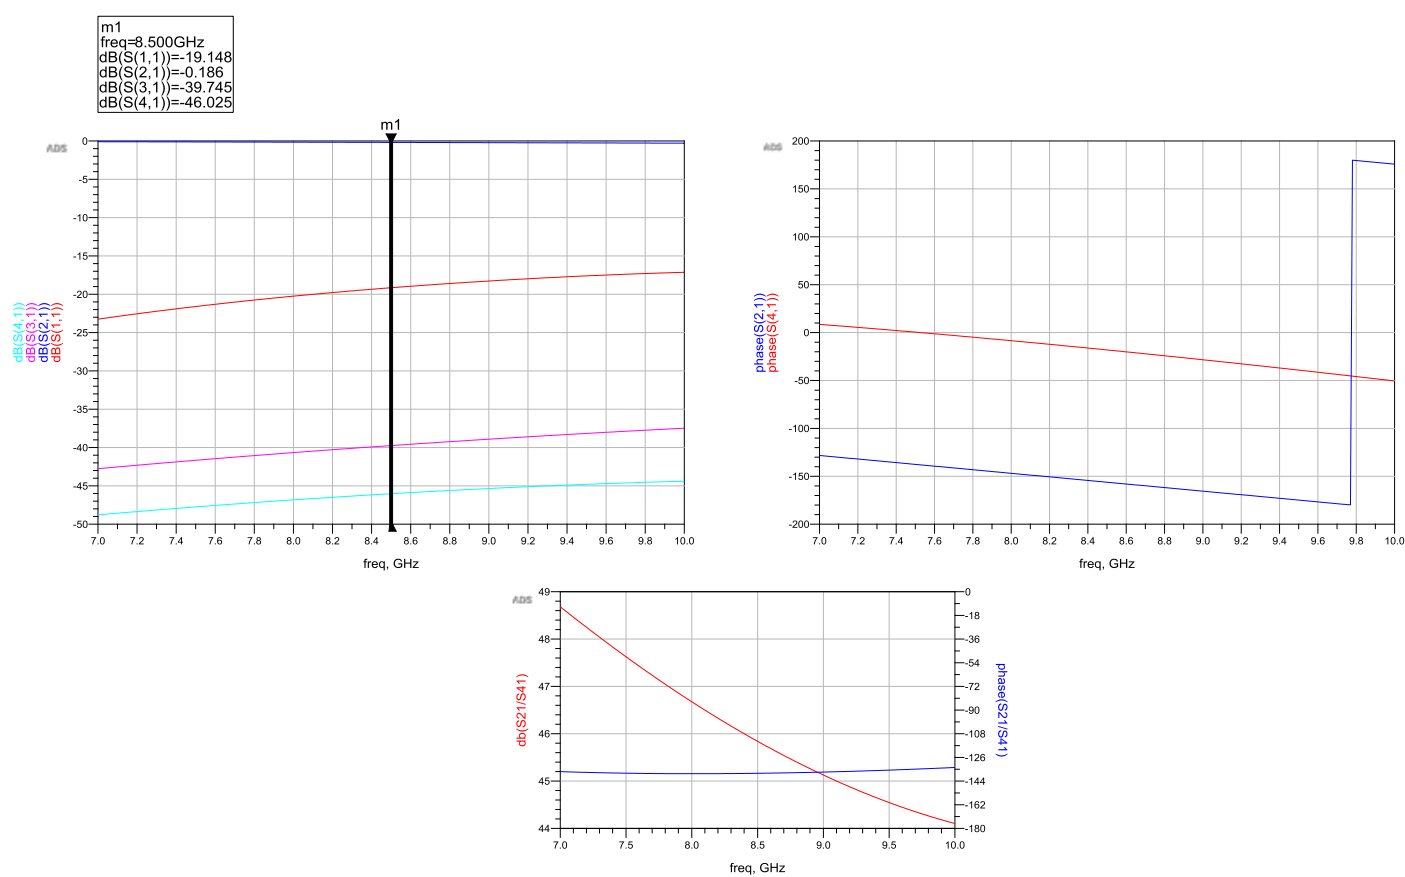 m1
freq=8.500GHz
dB(S(1,1))=-19.148
dB(S(2,1))=-0.186
dB(S(3,1))=-39.745
dB(S(4,1))=-46.025
m1
ADS
0
-5
-10
-15
-20
-25
-30
-35
-40
-45
-50
dB(S(4,1))
dB(S(3,1))
dB(S(2,1))
dB(S(1,1))
7.0 7.2 7.4 7.6 7.8 8.0 8.2 8.4 8.6 8.8 9.0 9.2 9.4 9.6 9.8 10.0
freq, GHz
ADS
200
150
100
50
0
-50
-100
-150
-200
phase(S(2,1))
phase(S(4,1))
7.0 7.2 7.4 7.6 7.8 8.0 8.2 8.4 8.6 8.8 9.0 9.2 9.4 9.6 9.8 10.0
freq, GHz
ADS
49
48
47
46
45
44
db(S21/S41)
0
-18
-36
-54
-72
-90
-108
-126
-144
-162
-180
phase(S21/S41)
7.0 7.5 8.0 8.5 9.0 9.5 10.0
freq, GHz